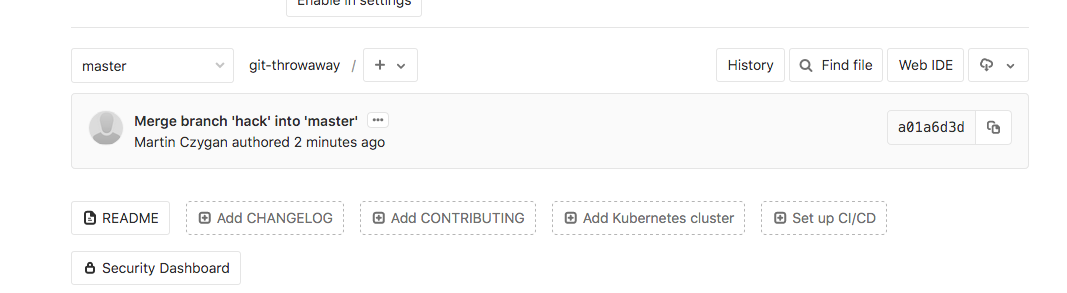 Enable in settings
master git-throwaway / + History Find file Web IDE
Merge branch 'hack' into 'master' ...
Martin Czygan authored 2 minutes ago
a01a6d3d
README Add CHANGELOG Add CONTRIBUTING Add Kubernetes cluster Set up CI/CD
Security Dashboard